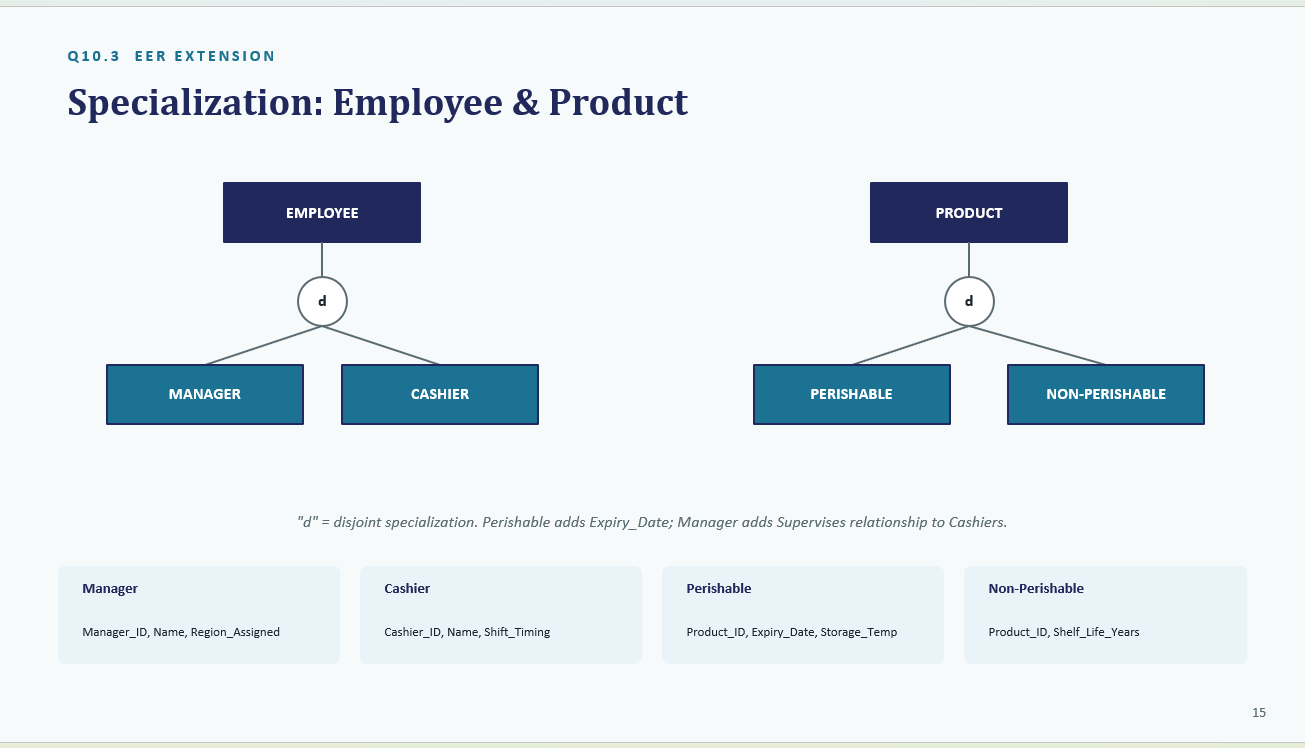 Q10.3 EER EXTENSION
Specialization: Employee & Product
EMPLOYEE
PRODUCT
d
d
MANAGER
CASHIER
PERISHABLE
NON-PERISHABLE
"d" = disjoint specialization. Perishable adds Expiry_Date; Manager adds Supervises relationship to Cashiers.
Manager
Cashier
Perishable
Non-Perishable
Manager_ID, Name, Region_Assigned
Cashier_ID, Name, Shift_Timing
Product_ID, Expiry_Date, Storage_Temp
Product_ID, Shelf_Life_Years
15